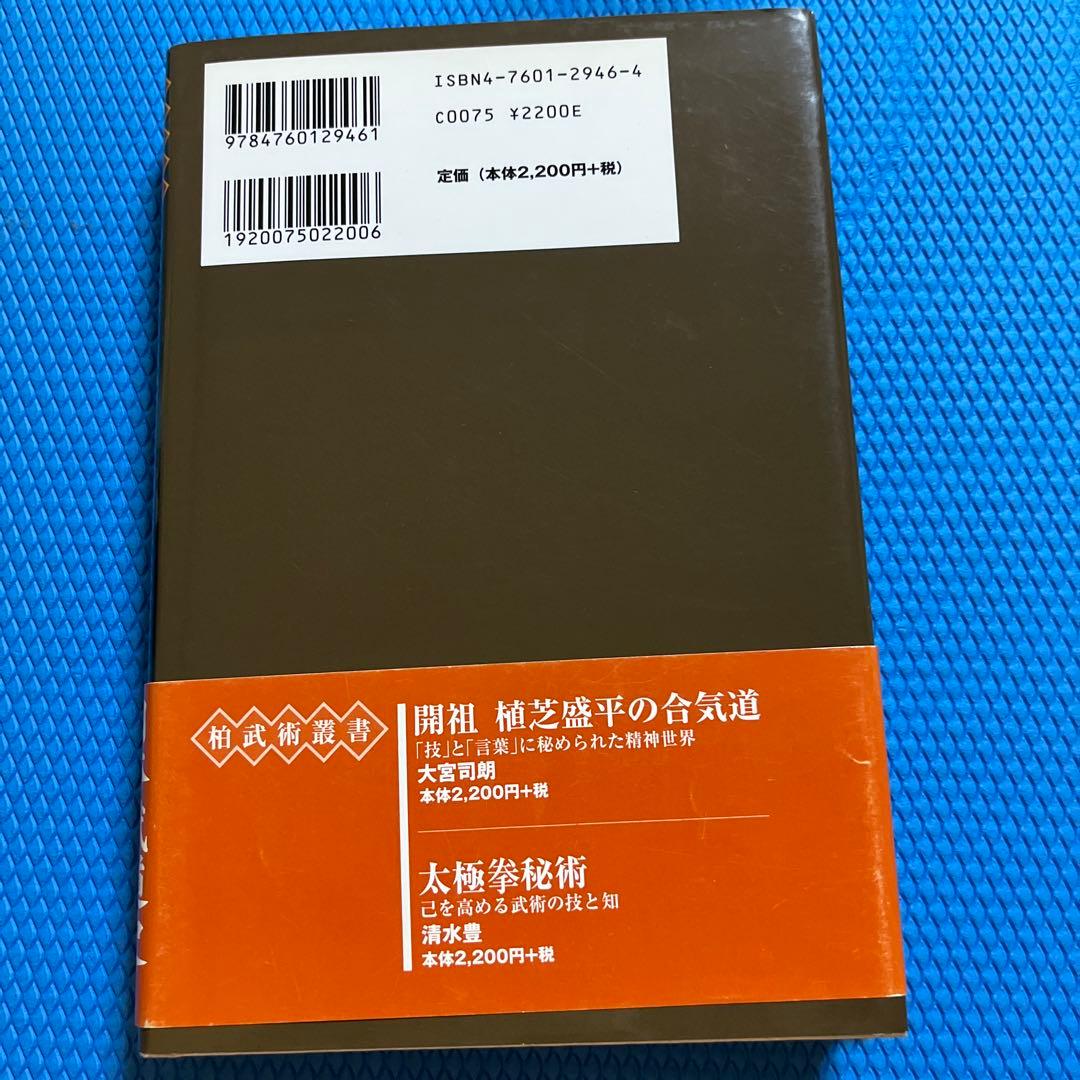 ISBN4-7601-2946-4
C0075 ¥2200E
9784760129461
定価（本体2,200円+税）
1920075022006
柏武術叢書
開祖 植芝盛平の合気道
「技」と「言葉」に秘められた精神世界
大宮司朗
本体2,200円+税
太極拳秘術
己を高める武術の技と知
清水豊
本体2,200円+税